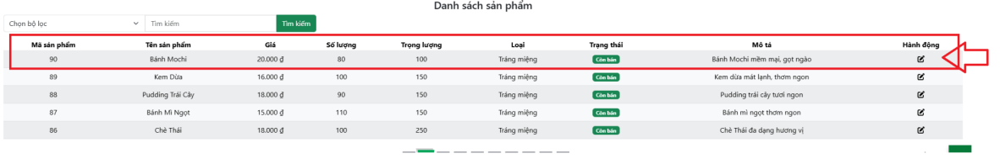 Danh sách sản phẩm
Chọn bộ lọc Tìm kiếm Tìm kiếm
Mã sản phẩm Tên sản phẩm Giá Số lượng Trọng lượng Loại Trạng thái Mô tả Hành động
90 Bánh Mochi 20.000 ₫ 80 100 Tráng miệng Còn bán Bánh Mochi mềm mại, gọt ngào
89 Kem Dừa 16.000 ₫ 100 150 Tráng miệng Còn bán Kem dừa mát lạnh, thơm ngon
88 Pudding Trái Cây 18.000 ₫ 90 150 Tráng miệng Còn bán Pudding trái cây tươi ngon
87 Bánh Mì Ngọt 15.000 ₫ 110 150 Tráng miệng Còn bán Bánh mì ngọt thơm ngon
86 Chè Thái 18.000 ₫ 100 250 Tráng miệng Còn bán Chè Thái đa dạng hương vị